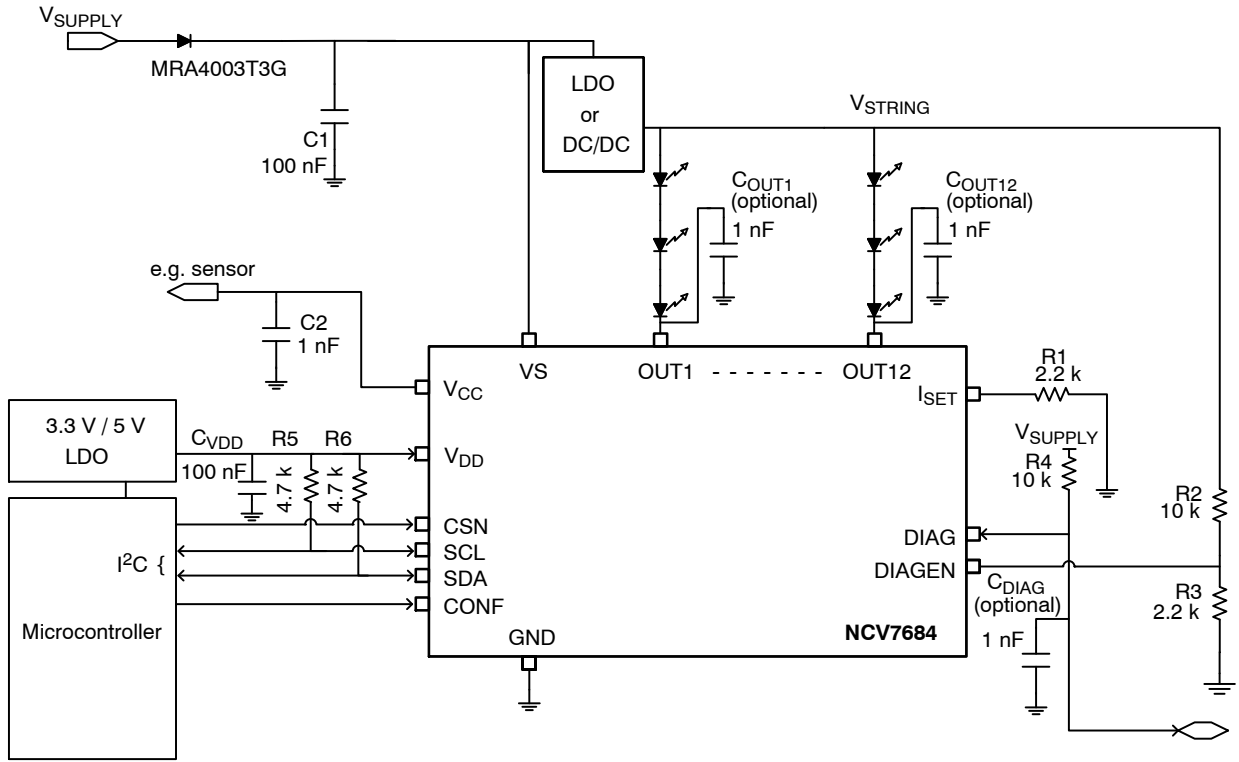 VSUPPLY
MRA4003T3G
C1
100 nF
LDO
or
DC/DC
VSTRING
COUT1
(optional)
1 nF
COUT12
(optional)
1 nF
e.g. sensor
C2
1 nF
VS
OUT1 - - - - - - - OUT12
VCC
ISET
R1
2.2 k
3.3 V / 5 V
LDO
CVDD
100 nF
R5
4.7 k
R6
4.7 k
VDD
VSUPPLY
R4
10 k
R2
10 k
CSN
SCL
SDA
CONF
I²C {
Microcontroller
DIAG
DIAGEN
CDIAG
(optional)
1 nF
R3
2.2 k
GND
NCV7684